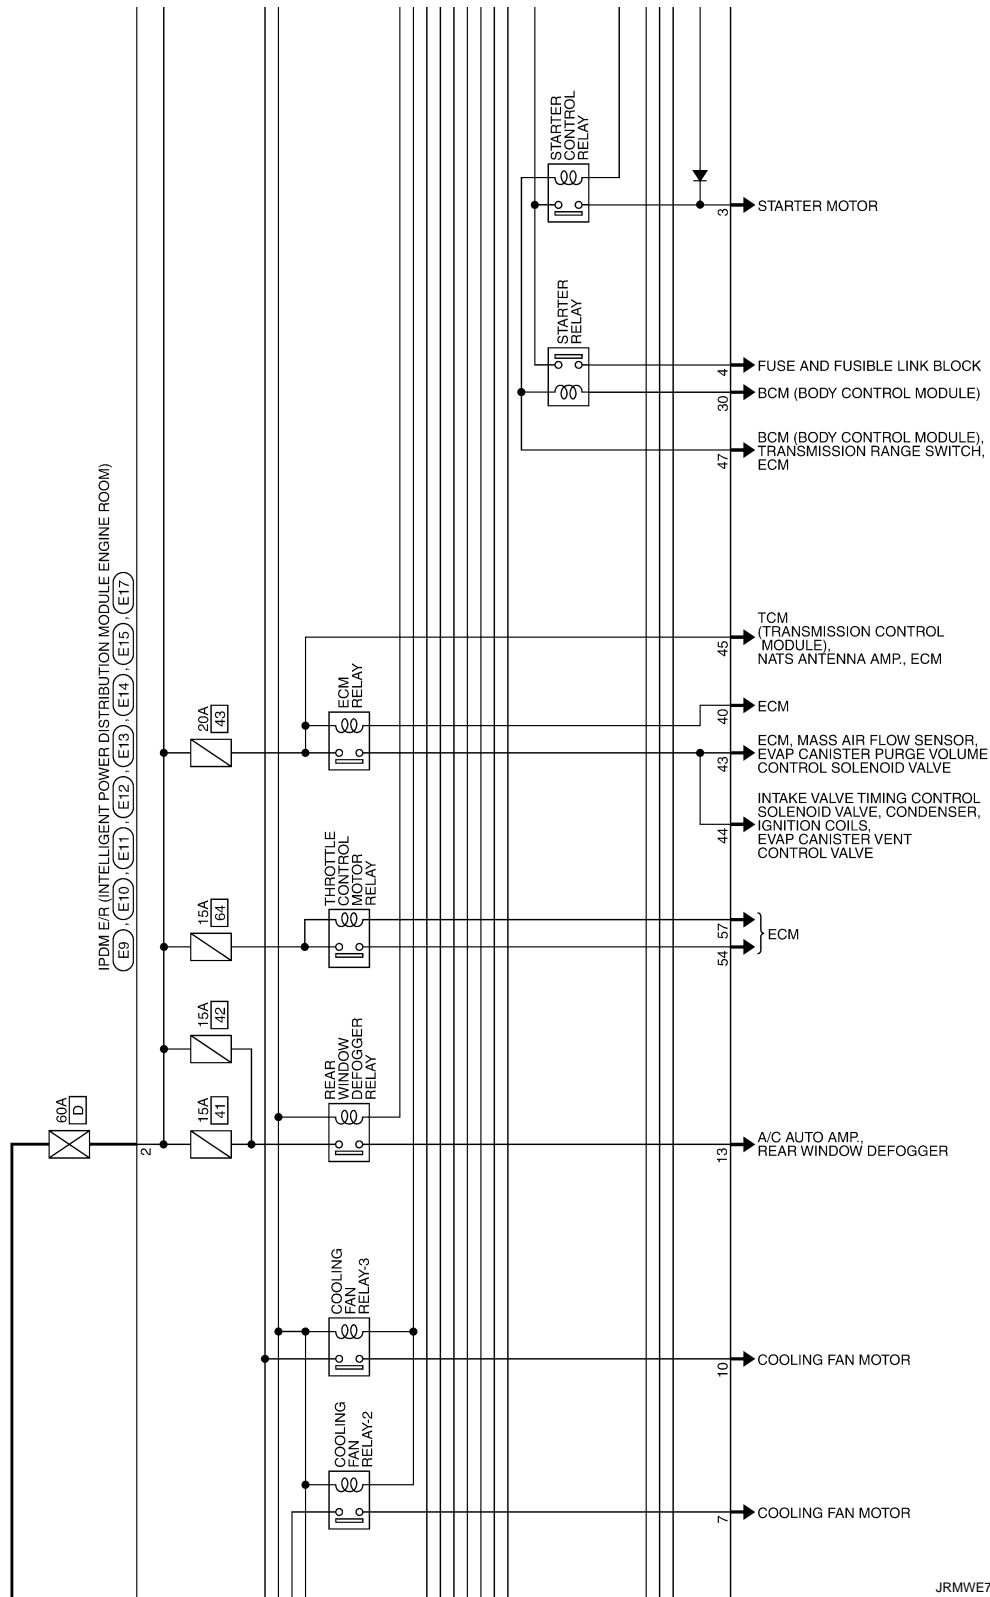 STARTER
CONTROL
RELAY
3
STARTER MOTOR
STARTER
RELAY
4
FUSE AND FUSIBLE LINK BLOCK
30
BCM (BODY CONTROL MODULE)
47
BCM (BODY CONTROL MODULE),
TRANSMISSION RANGE SWITCH,
ECM
IPDM E/R (INTELLIGENT POWER DISTRIBUTION MODULE ENGINE ROOM)
E9 , E10 , E11 , E12 , E13 , E14 , E15 , E17
45
TCM
(TRANSMISSION CONTROL
MODULE),
NATS ANTENNA AMP., ECM
20A
43
ECM
RELAY
40
ECM
43
ECM, MASS AIR FLOW SENSOR,
EVAP CANISTER PURGE VOLUME
CONTROL SOLENOID VALVE
44
INTAKE VALVE TIMING CONTROL
SOLENOID VALVE, CONDENSER,
IGNITION COILS,
EVAP CANISTER VENT
CONTROL VALVE
15A
64
THROTTLE
CONTROL
MOTOR
RELAY
57
54
ECM
15A
42
REAR
WINDOW
DEFOGGER
RELAY
60A
D
2
15A
41
13
A/C AUTO AMP.,
REAR WINDOW DEFOGGER
COOLING
FAN
RELAY-3
10
COOLING FAN MOTOR
COOLING
FAN
RELAY-2
7
COOLING FAN MOTOR
JRMWE7